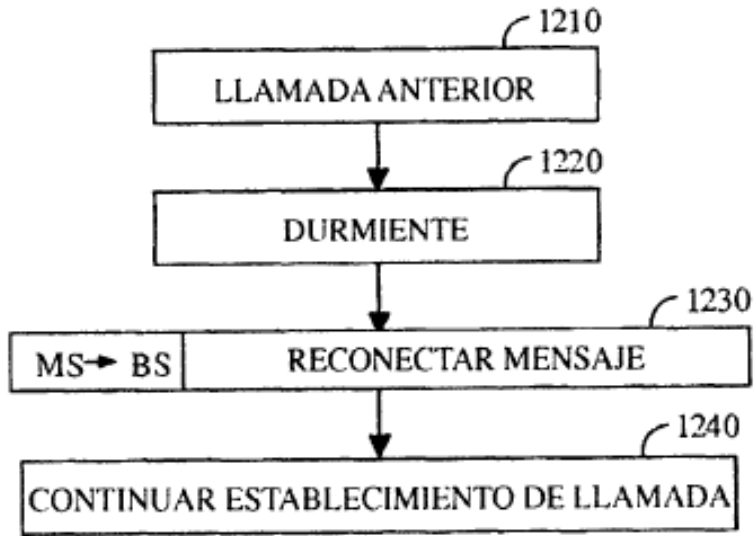 1210
LLAMADA ANTERIOR
1220
DURMIENTE
1230
MS→ BS RECONECTAR MENSAJE
1240
CONTINUAR ESTABLECIMIENTO DE LLAMADA